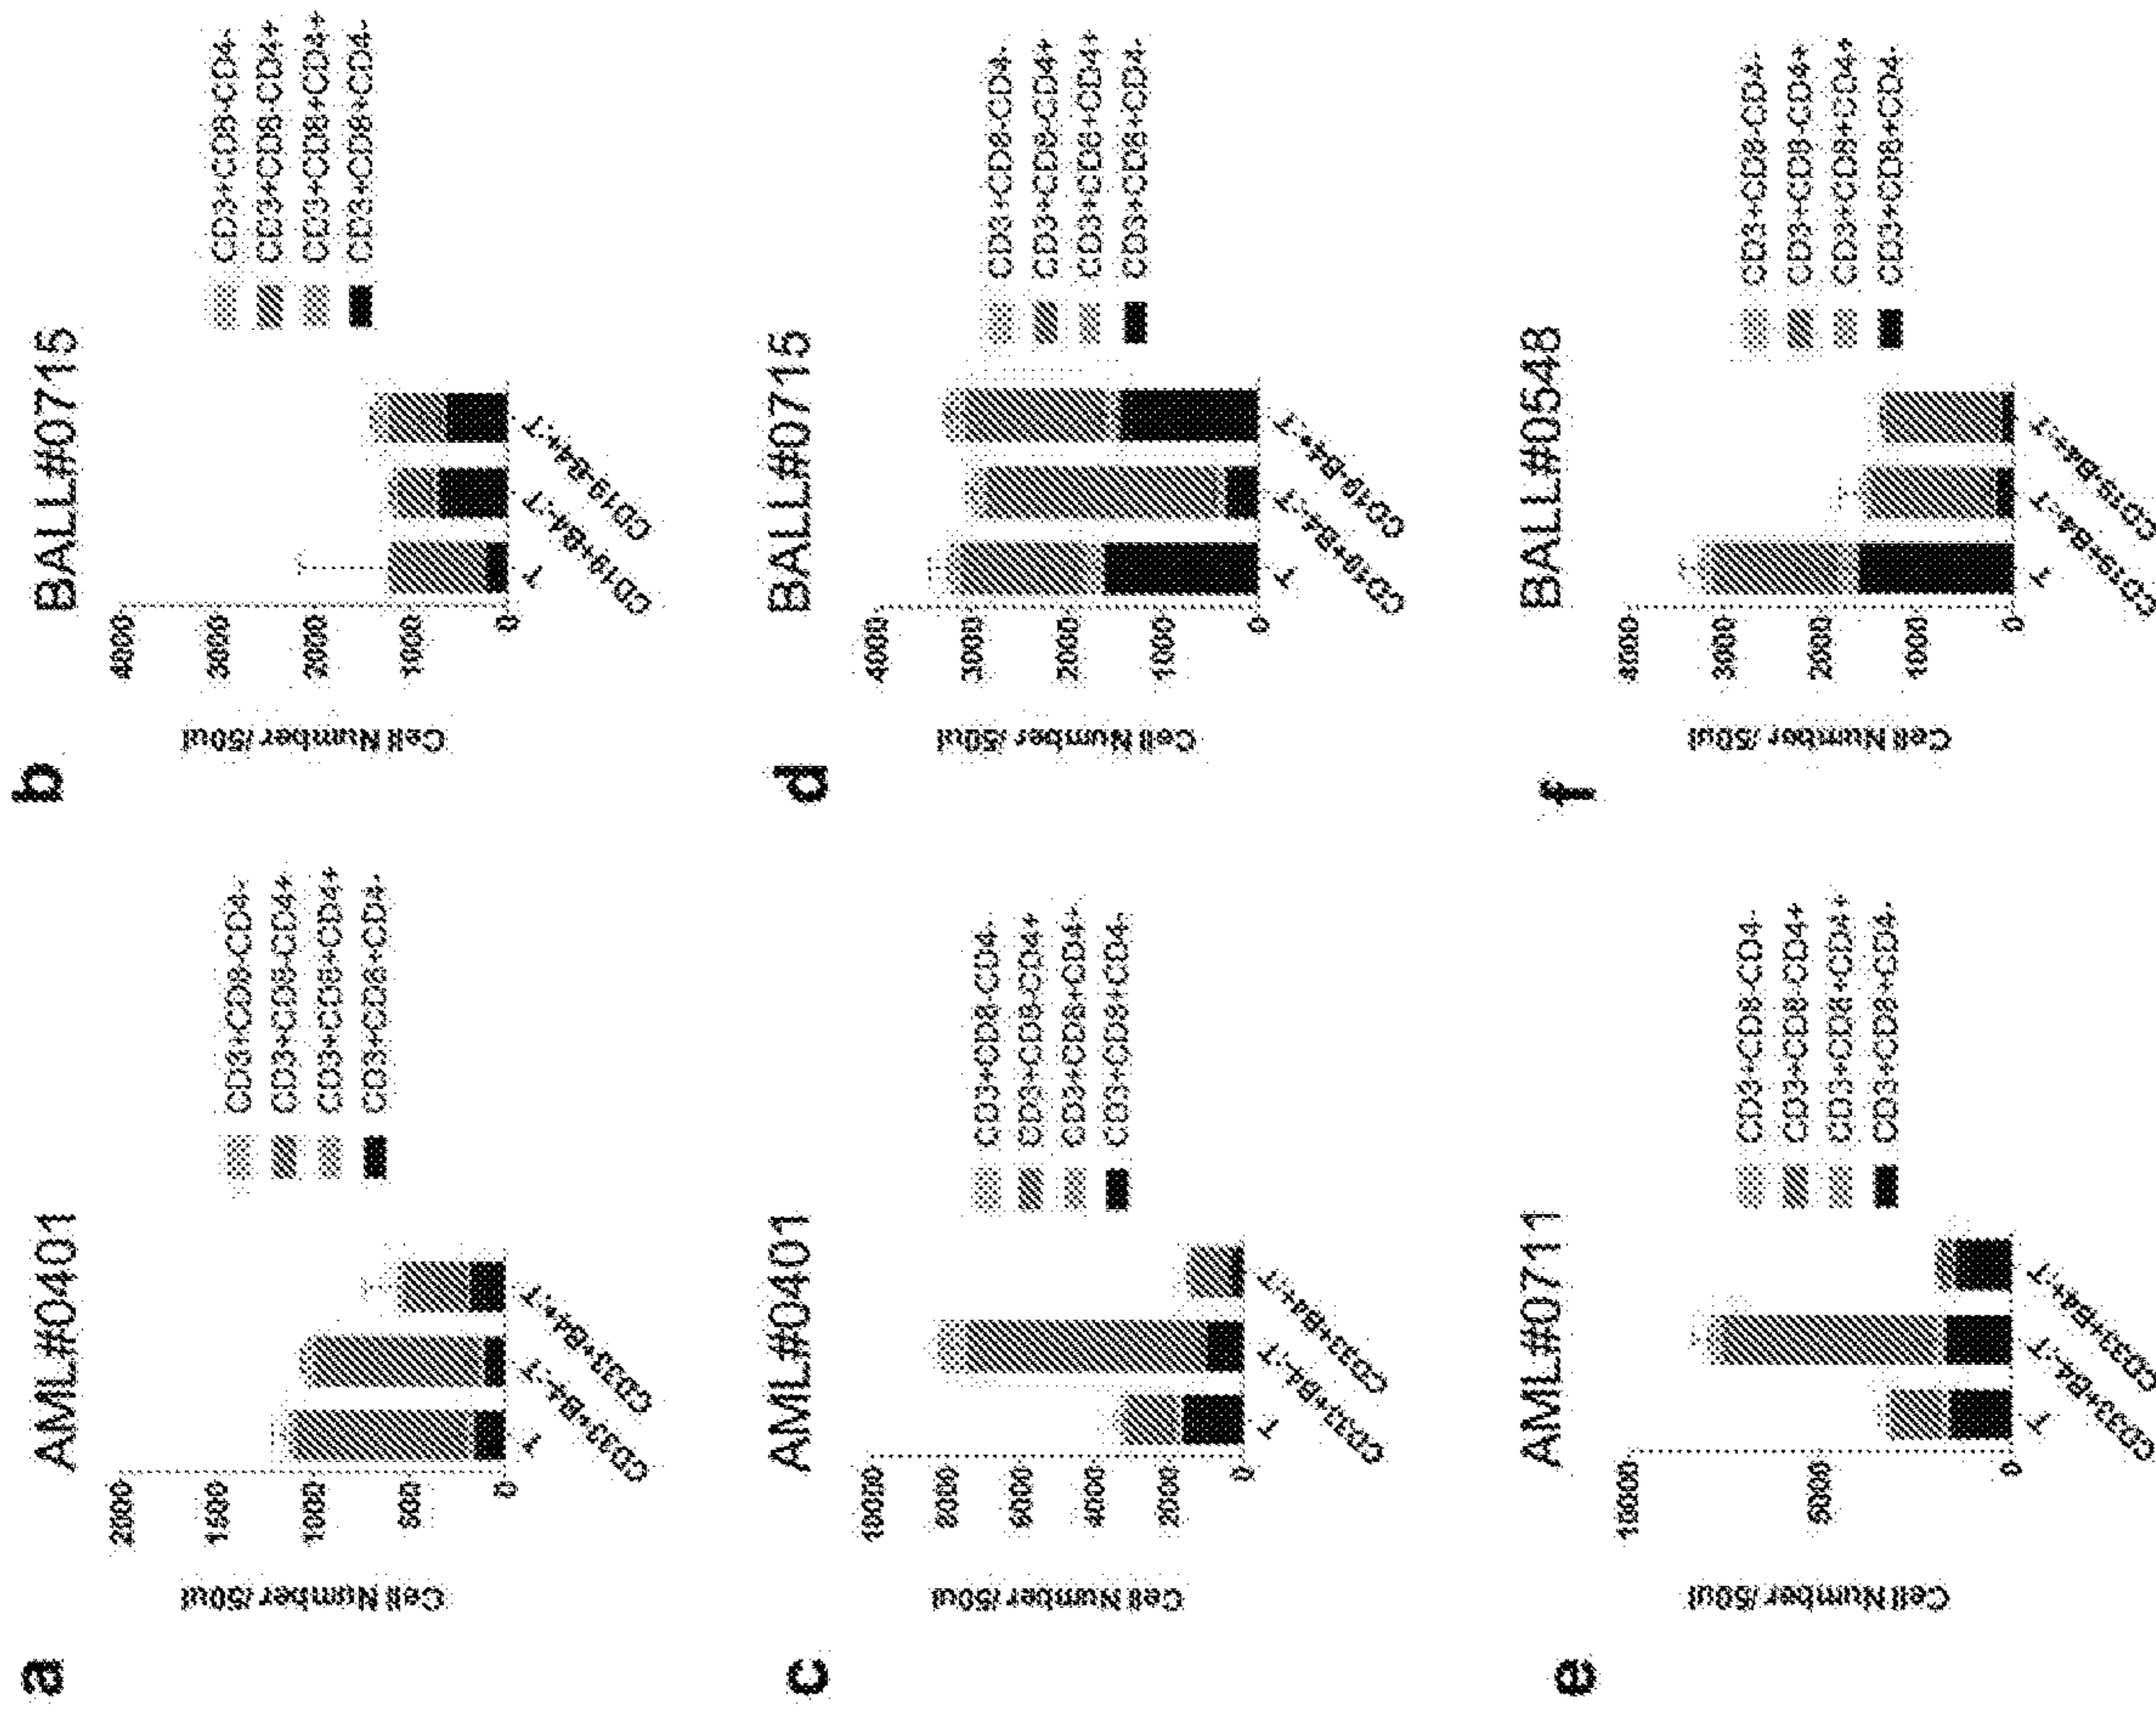 a
AML#0401
Cell Number/50ul
2000
1500
1000
500
0
T
CD33+B4-:T
CD33+B4+:T
CD3+CD8-CD4-
CD3+CD8-CD4+
CD3+CD8+CD4+
CD3+CD8+CD4-
b
BALL#0715
Cell Number/50ul
4000
3000
2000
1000
0
T
CD19+B4-:T
CD19-B4+:T
CD3+CD8-CD4-
CD3+CD8-CD4+
CD3+CD8+CD4+
CD3+CD8+CD4-
c
AML#0401
Cell Number/50ul
10000
8000
6000
4000
2000
0
T
CD33+B4-:T
CD33+B4+:T
CD3+CD8-CD4-
CD3+CD8-CD4+
CD3+CD8+CD4+
CD3+CD8+CD4-
d
BALL#0715
Cell Number/50ul
4000
3000
2000
1000
0
T
CD19+B4-:T
CD19-B4+:T
CD3+CD8-CD4-
CD3+CD8-CD4+
CD3+CD8+CD4+
CD3+CD8+CD4-
e
AML#0711
Cell Number/50ul
10000
5000
0
T
CD33+B4-:T
CD33+B4+:T
CD3+CD8-CD4-
CD3+CD8-CD4+
CD3+CD8+CD4+
CD3+CD8+CD4-
f
BALL#0548
Cell Number/50ul
4000
3000
2000
1000
0
T
CD19+B4-:T
CD19-B4+:T
CD3+CD8-CD4-
CD3+CD8-CD4+
CD3+CD8+CD4+
CD3+CD8+CD4-